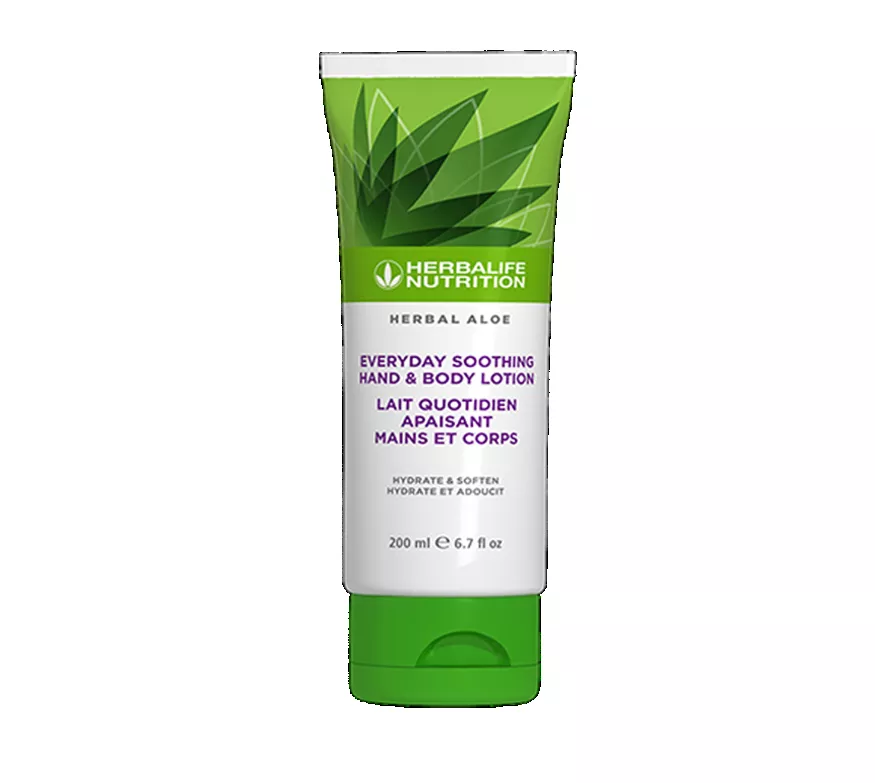 HERBALIFE
NUTRITION
HERBAL ALOE
EVERYDAY SOOTHING
HAND & BODY LOTION
LAIT QUOTIDIEN
APAISANT
MAINS ET CORPS
HYDRATE & SOFTEN
HYDRATE ET ADOUCIT
200 ml ℮ 6.7 fl oz